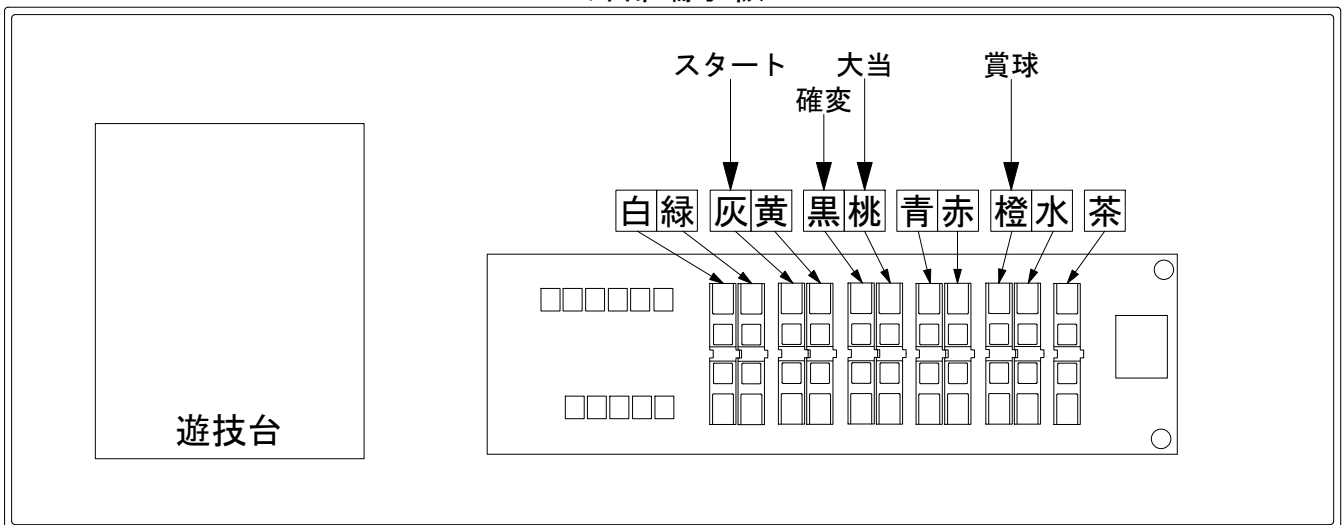 スタート
大当
賞球
確変
白緑 灰黄 黒桃 青赤 橙水 茶
遊技台